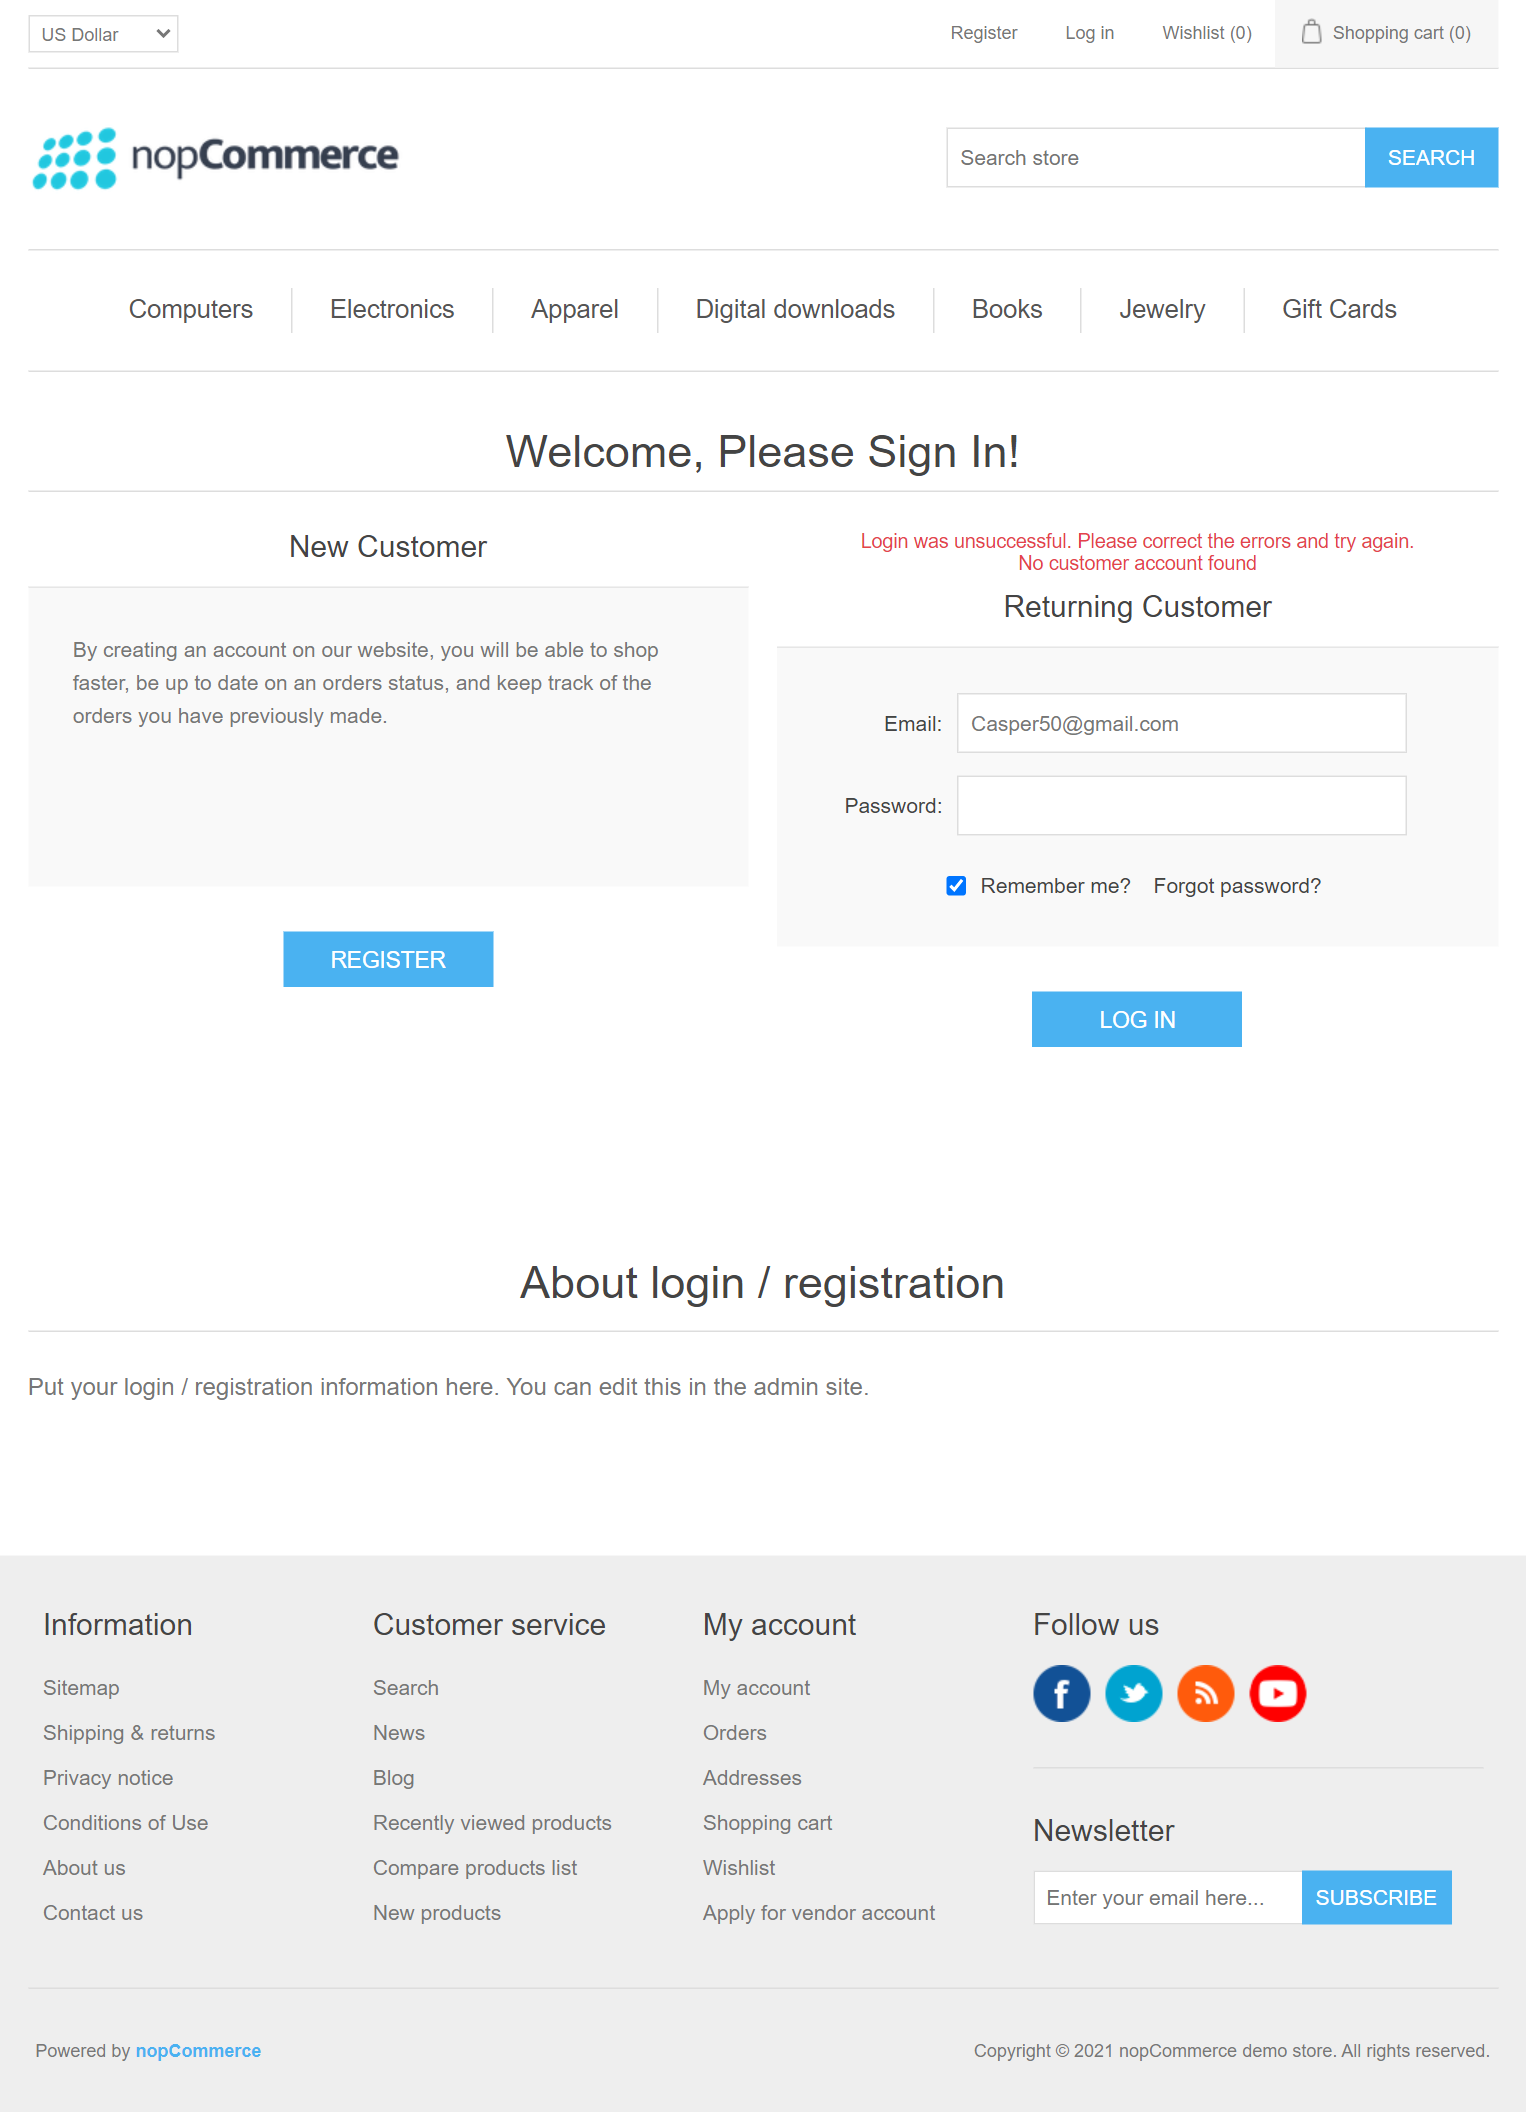 US Dollar
Register
Log in
Wishlist (0)
Shopping cart (0)
nopCommerce
Search store
SEARCH
Computers
Electronics
Apparel
Digital downloads
Books
Jewelry
Gift Cards
Welcome, Please Sign In!
New Customer
By creating an account on our website, you will be able to shop
faster, be up to date on an orders status, and keep track of the
orders you have previously made.
REGISTER
Login was unsuccessful. Please correct the errors and try again.
No customer account found
Returning Customer
Email:
Casper50@gmail.com
Password:
Remember me?
Forgot password?
LOG IN
About login / registration
Put your login / registration information here. You can edit this in the admin site.
Information
Sitemap
Shipping & returns
Privacy notice
Conditions of Use
About us
Contact us
Customer service
Search
News
Blog
Recently viewed products
Compare products list
New products
My account
My account
Orders
Addresses
Shopping cart
Wishlist
Apply for vendor account
Follow us
Newsletter
Enter your email here...
SUBSCRIBE
Powered by nopCommerce
Copyright © 2021 nopCommerce demo store. All rights reserved.